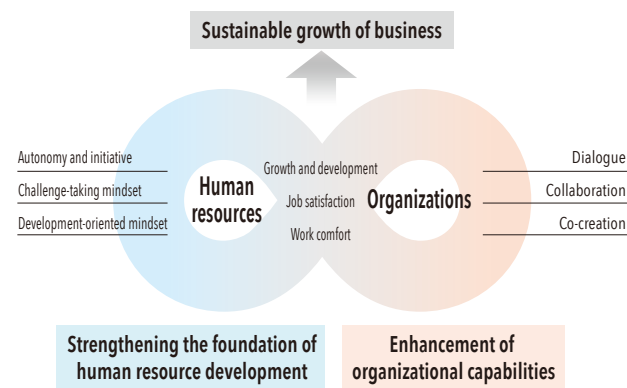 Sustainable growth of business
Autonomy and initiative
Challenge-taking mindset
Development-oriented mindset
Human
resources
Growth and development
Job satisfaction
Work comfort
Organizations
Dialogue
Collaboration
Co-creation
Strengthening the foundation of
human resource development
Enhancement of
organizational capabilities